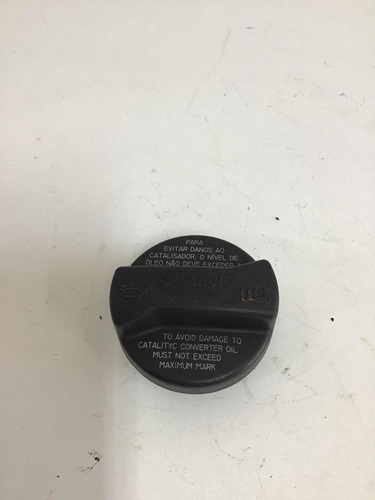 PARA
EVITAR DANOS AO
CATALISADOR, O NÍVEL DE
ÓLEO NÃO DEVE EXCEDER
TO AVOID DAMAGE TO
CATALITYC CONVERTER OIL
MUST NOT EXCEED
MAXIMUM MARK